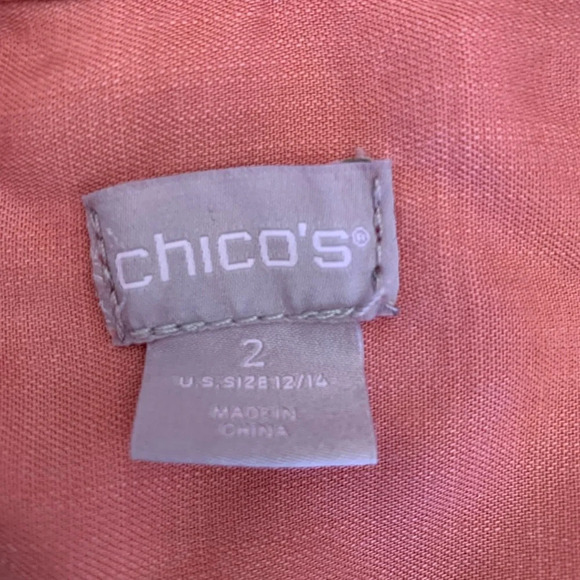 chico's®
2
U.S.SIZE 12/14
MADE IN
CHINA